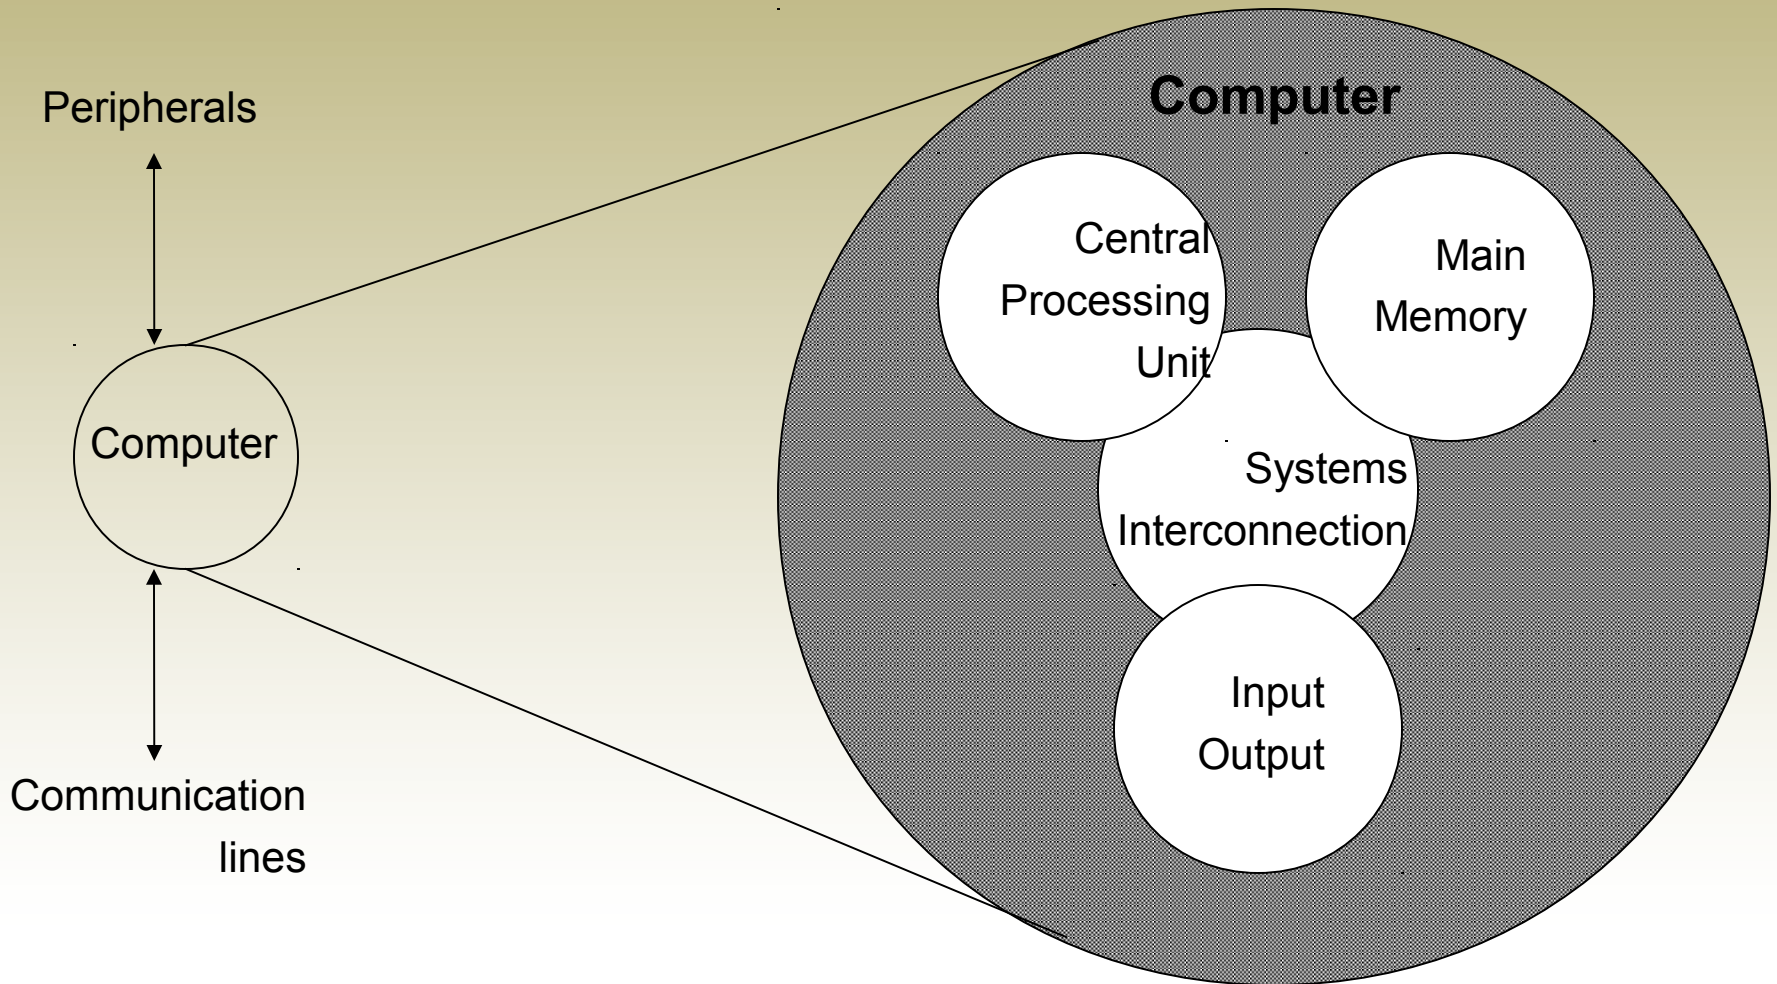 Peripherals
Computer
Communication
lines
Computer
Central
Processing
Unit
Main
Memory
Systems
Interconnection
Input
Output